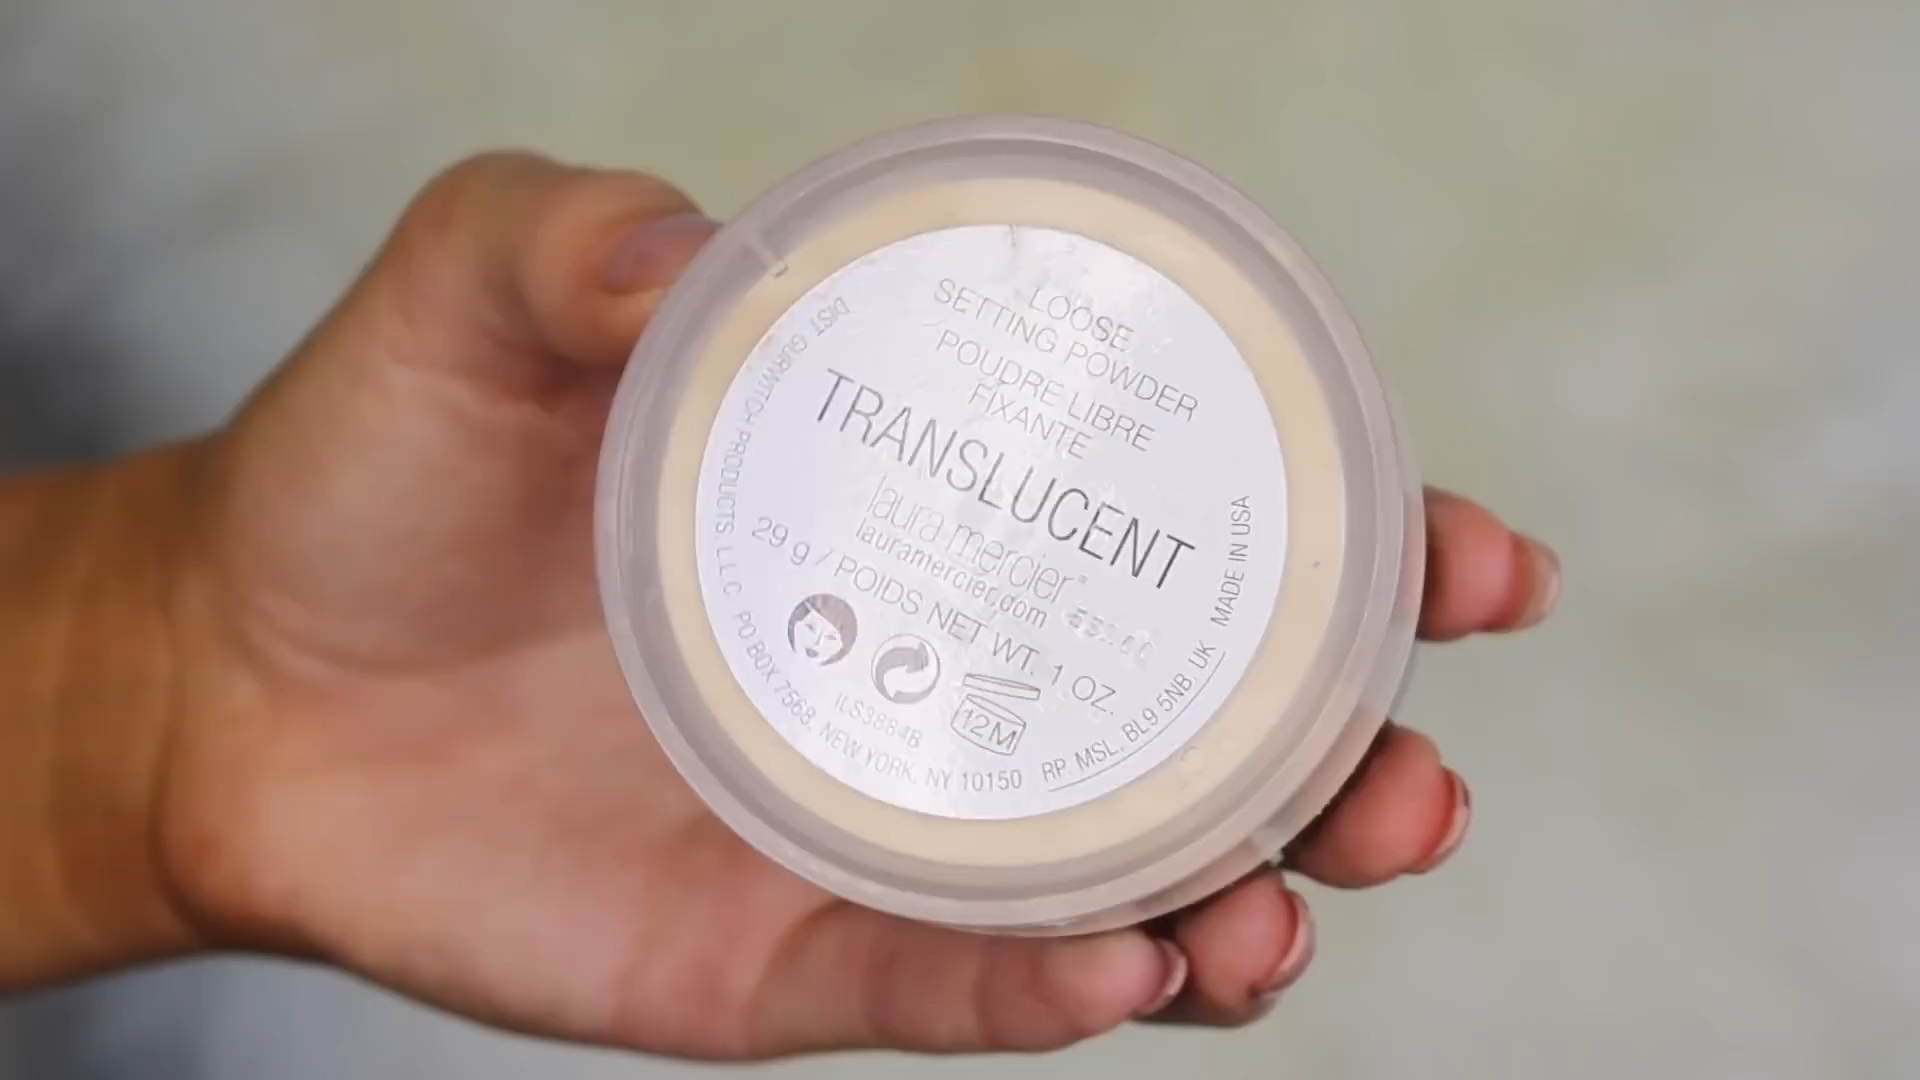 LOOSE
SETTING POWDER
/ POUDRE LIBRE
FIXANTE
TRANSLUCENT
laura mercier®
lauramercier.com
29 g / POIDS NET WT. 1 OZ.
12M
ILS3884B
DIST. GURWITCH PRODUCTS, L.L.C. PO BOX 7568, NEW YORK, NY 10150
RP. MSL, BL9 5NB. UK MADE IN USA